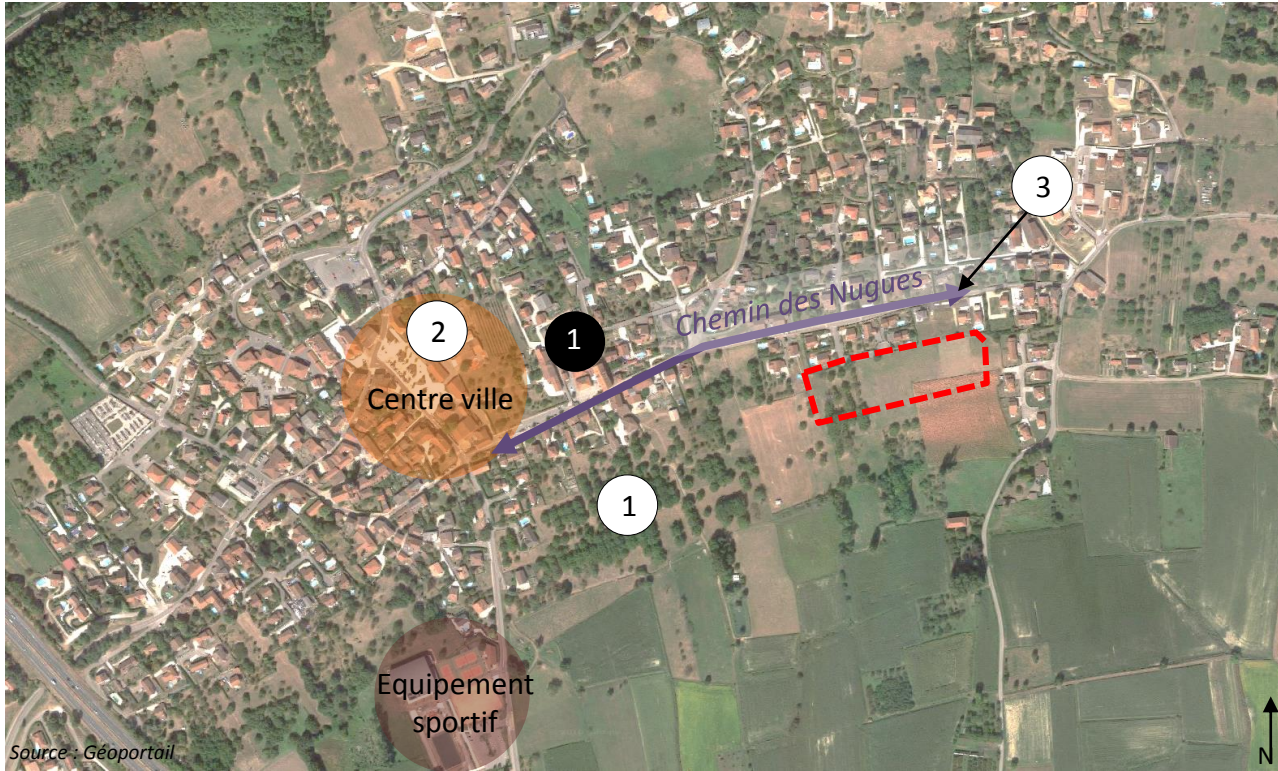 3
Chemin des Nugues
2
1
Centre ville
1
Equipement
sportif
Source : Géoportail
N